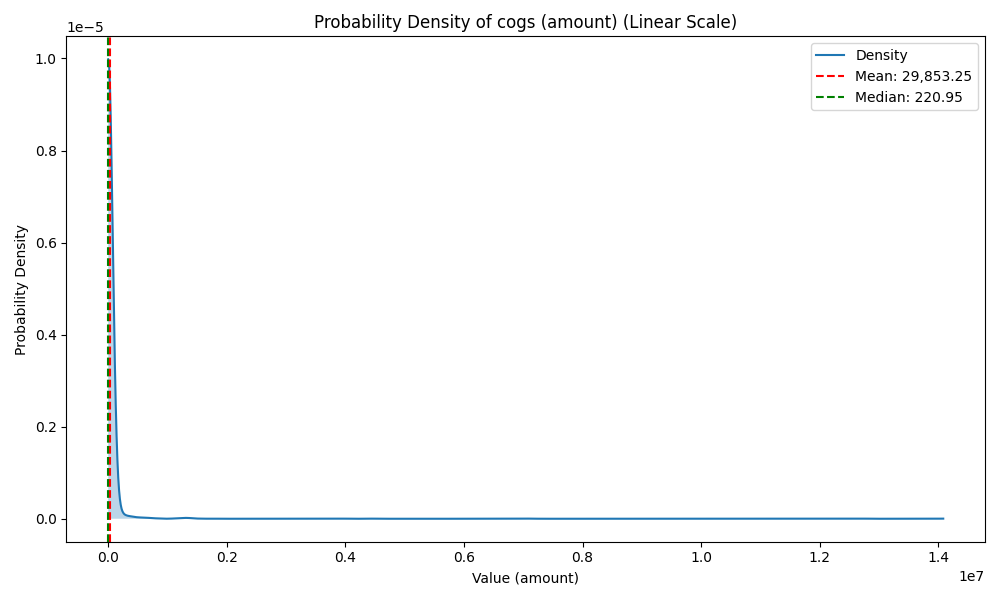 Probability Density of cogs (amount) (Linear Scale)
1e−5
Density
Mean: 29,853.25
Median: 220.95
1.0
0.8
0.6
0.4
0.2
0.0
Probability Density
0.0 0.2 0.4 0.6 0.8 1.0 1.2 1.4
1e7
Value (amount)